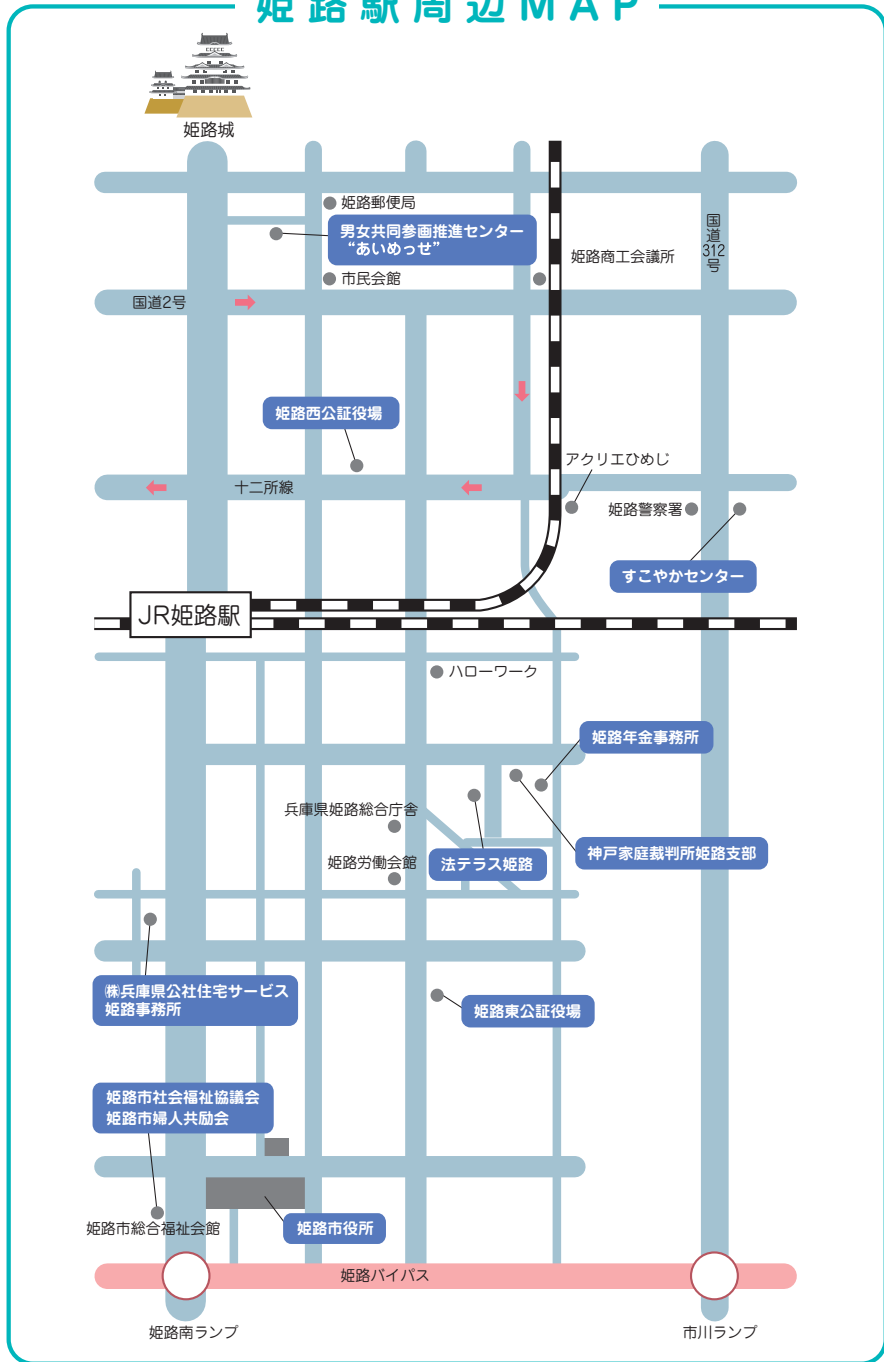 姫路駅周辺MAP
姫路城
姫路郵便局
男女共同参画推進センター
“あいめっせ”
姫路商工会議所
国道312号
市民会館
国道2号
姫路西公証役場
アクリエひめじ
十二所線
姫路警察署
すこやかセンター
JR姫路駅
ハローワーク
姫路年金事務所
兵庫県姫路総合庁舎
神戸家庭裁判所姫路支部
姫路労働会館
法テラス姫路
㈱兵庫県公社住宅サービス
姫路事務所
姫路東公証役場
姫路市社会福祉協議会
姫路市婦人共励会
姫路市総合福祉会館
姫路市役所
姫路バイパス
姫路南ランプ
市川ランプ